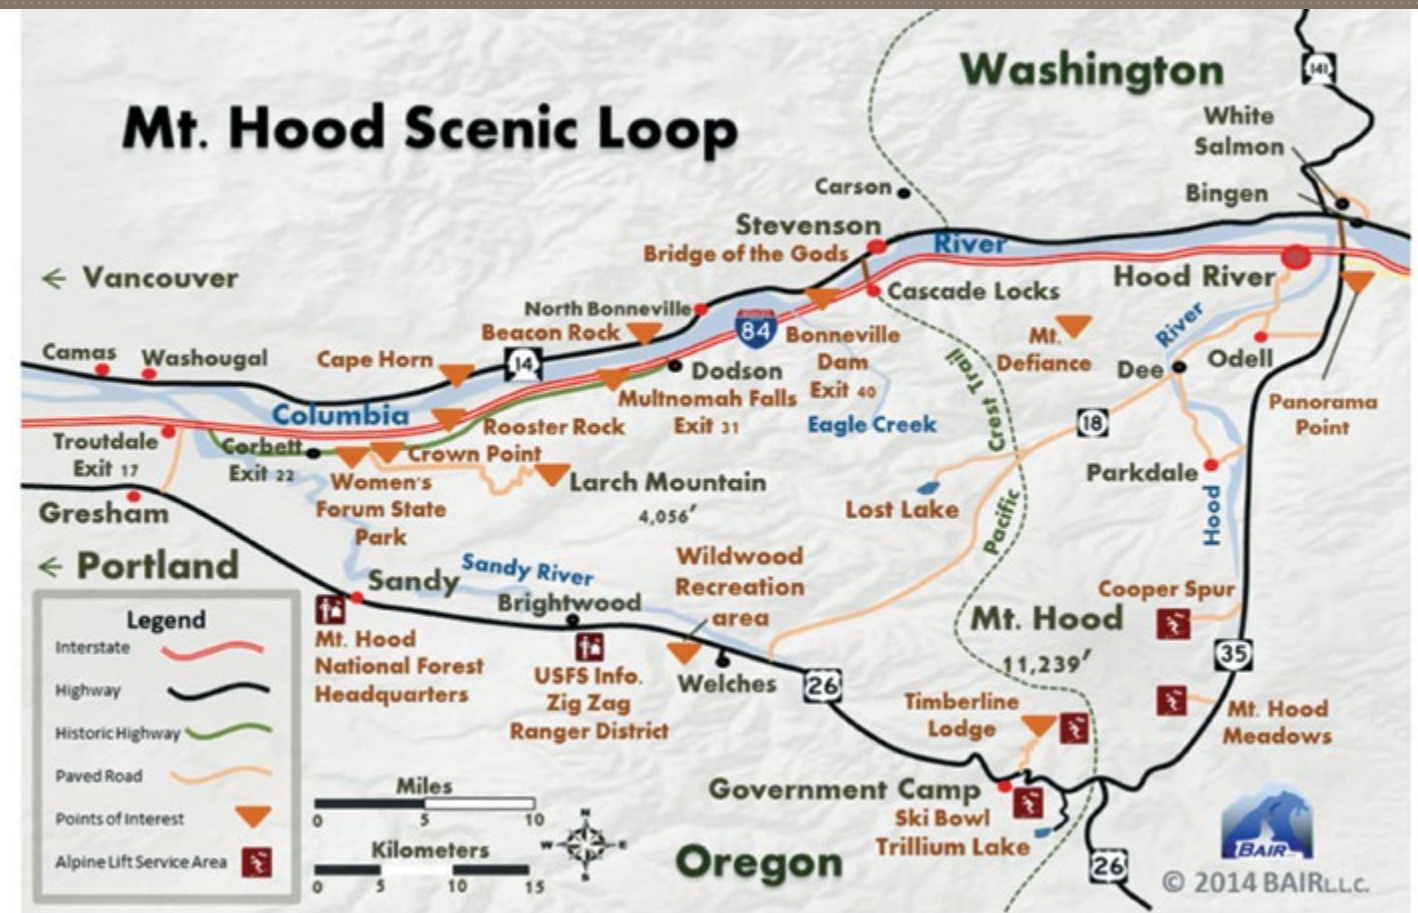 Mt. Hood Scenic Loop
Washington
141
White
Salmon
Bingen
Carson
Stevenson
Bridge of the Gods
River
Hood River
← Vancouver
North Bonneville
Beacon Rock
Cascade Locks
84
Bonneville
Dam
Exit 40
Mt.
Defiance
River
Dee
Odell
Camas
Washougal
Cape Horn
14
Dodson
Multnomah Falls
Exit 31
Eagle Creek
Trail
Crest
Pacific
18
Panorama
Point
Columbia
Rooster Rock
Troutdale
Exit 17
Corbett
Exit 22
Crown Point
Women's
Forum State
Park
Larch Mountain
4,056'
Lost Lake
Parkdale
Hood
Gresham
← Portland
Sandy
Sandy River
Brightwood
Wildwood
Recreation
area
Cooper Spur
Mt. Hood
11,239'
35
Mt. Hood
National Forest
Headquarters
USFS Info.
Zig Zag
Ranger District
Welches
26
Timberline
Lodge
Mt. Hood
Meadows
Government Camp
Ski Bowl
Trillium Lake
Oregon
26
Legend
Interstate
Highway
Historic Highway
Paved Road
Points of Interest
Alpine Lift Service Area
Miles
0 5 10
Kilometers
0 5 10 15
N
W E
S
BAIR
© 2014 BAIR L.L.C.